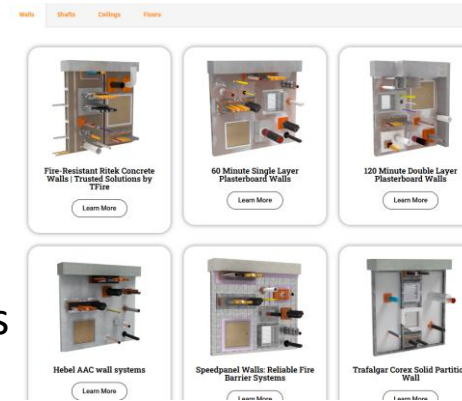 Walls Shafts Ceilings Floors
Fire-Resistant Ritek Concrete
Walls | Trusted Solutions by
TFire
Learn More
60 Minute Single Layer
Plasterboard Walls
Learn More
120 Minute Double Layer
Plasterboard Walls
Learn More
s
Hebel AAC wall systems
Learn More
Speedpanel Walls: Reliable Fire
Barrier Systems
Learn More
Trafalgar Corex Solid Partitio
Wall
Learn More